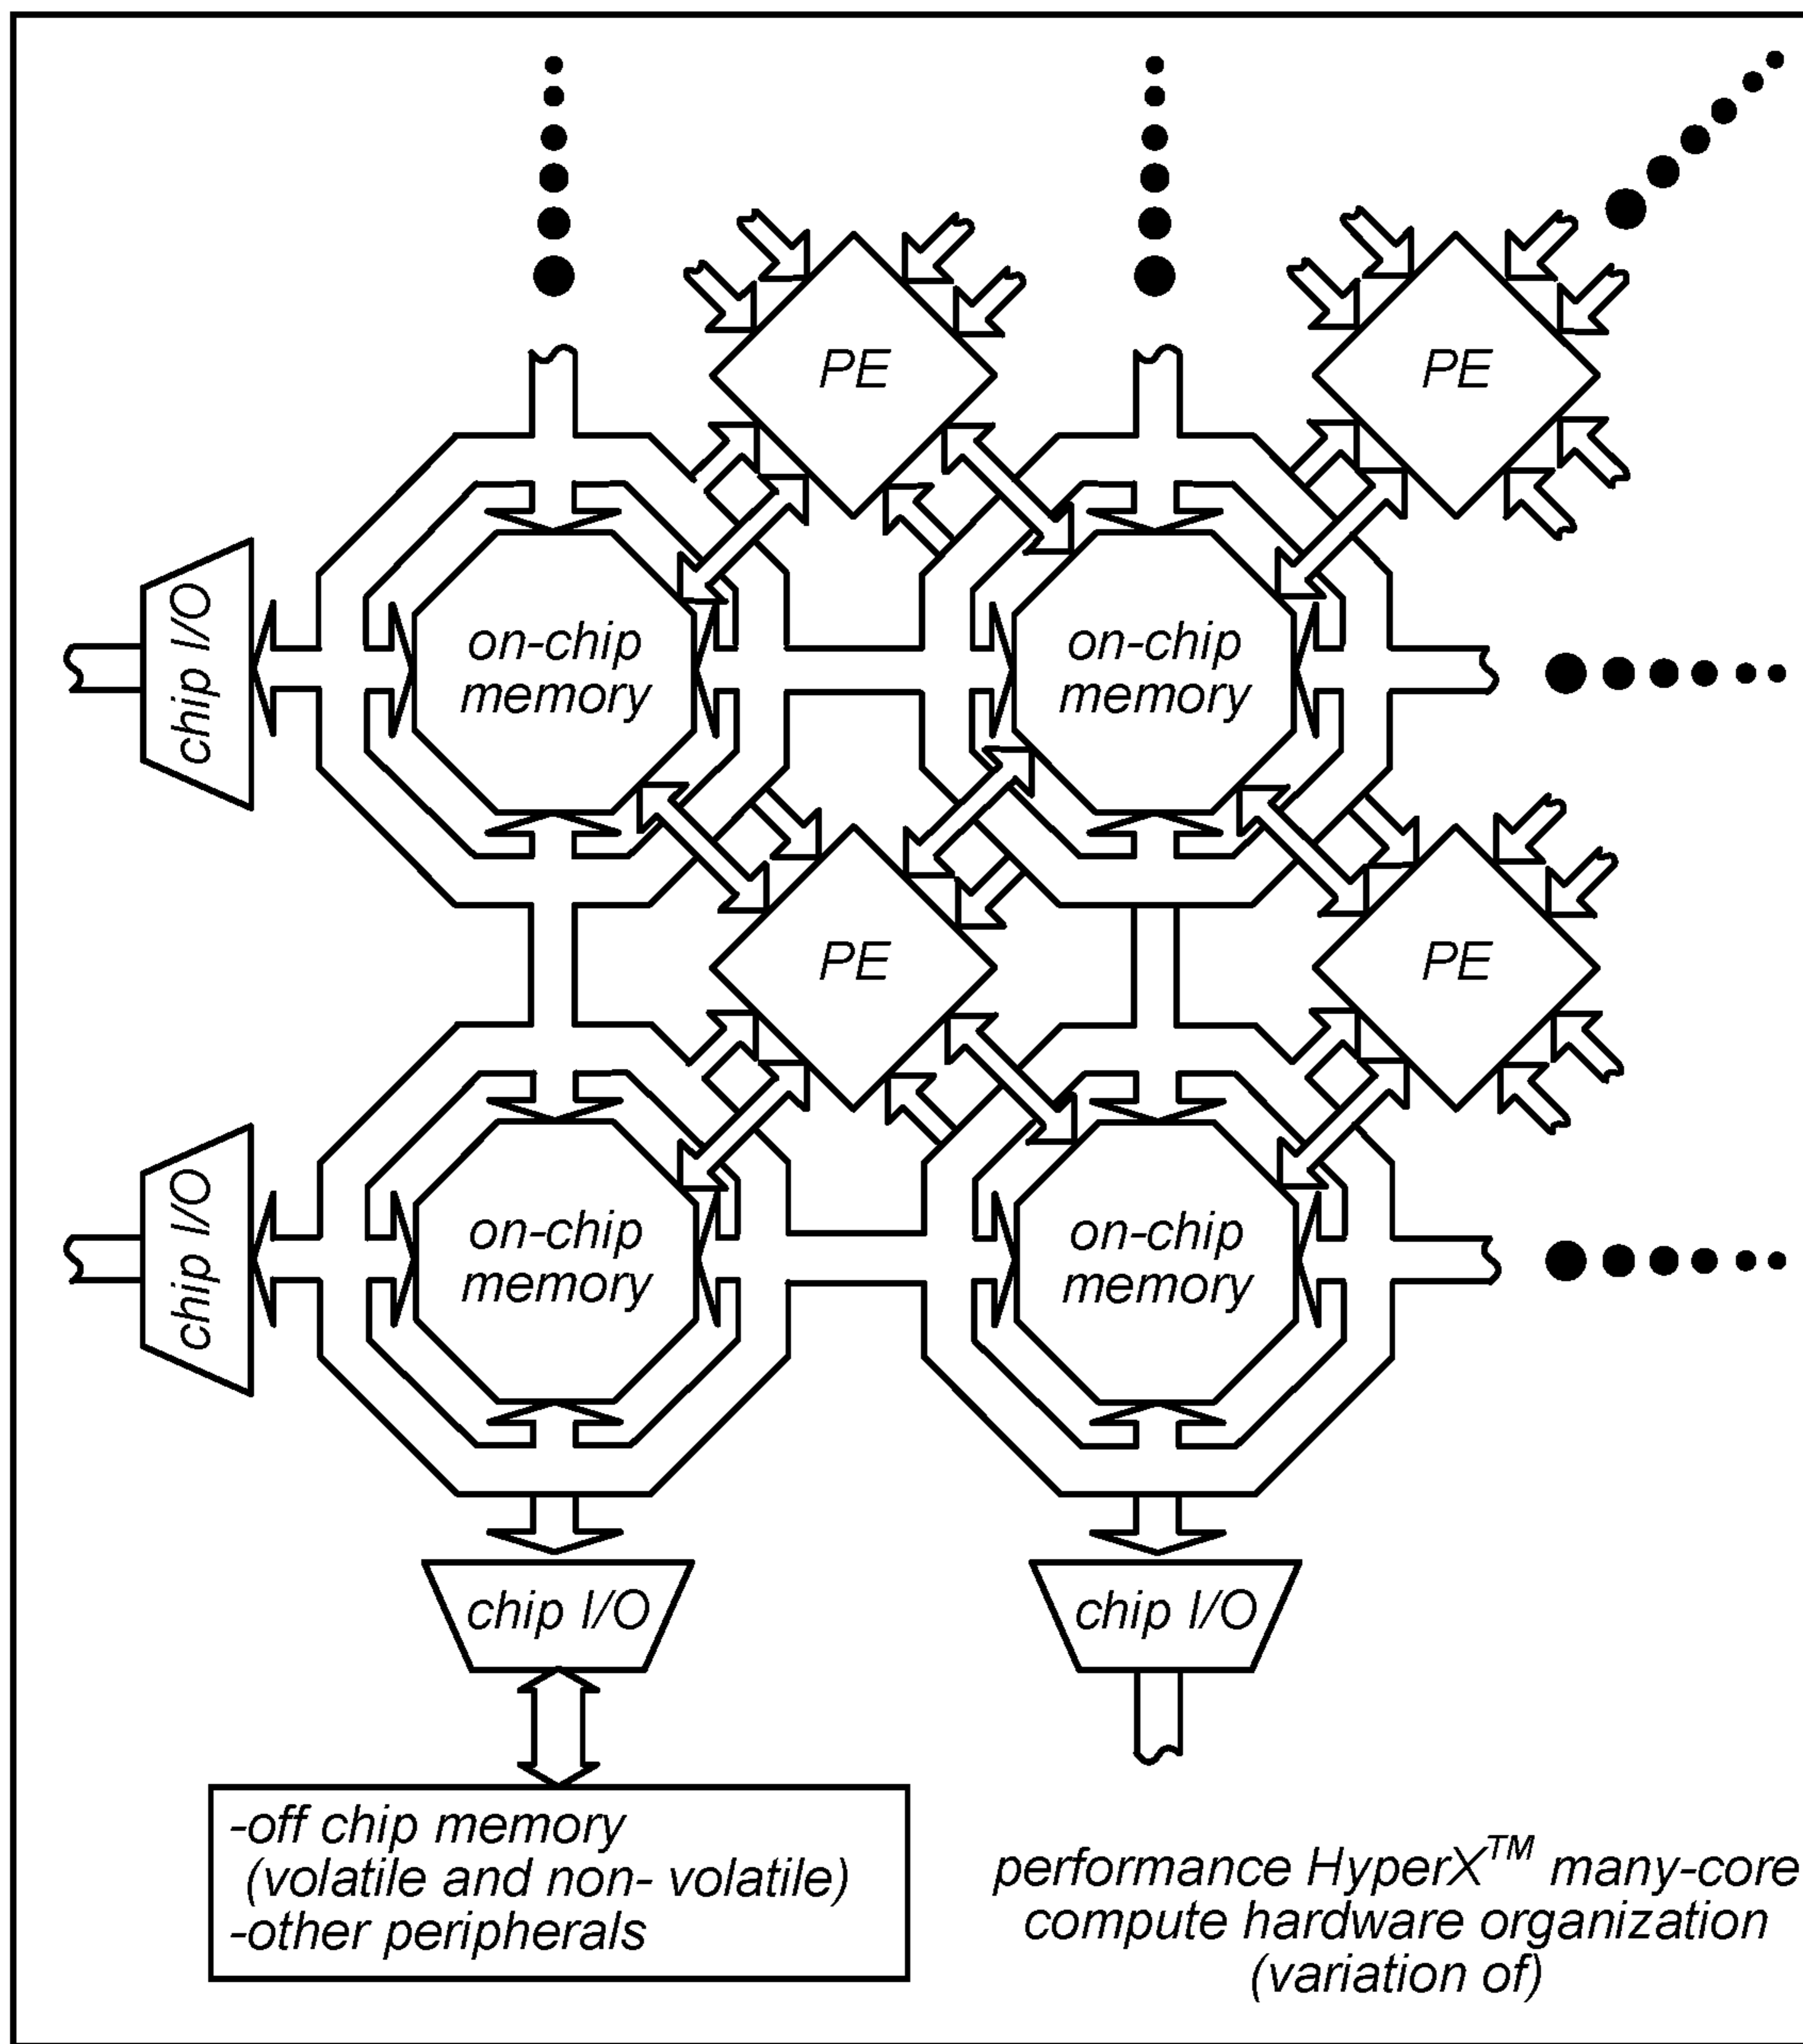 PE
PE
chip I/O
on-chip
memory
on-chip
memory
PE
PE
chip I/O
on-chip
memory
on-chip
memory
chip I/O
chip I/O
-off chip memory
(volatile and non- volatile)
-other peripherals
performance HyperX™ many-core
compute hardware organization
(variation of)